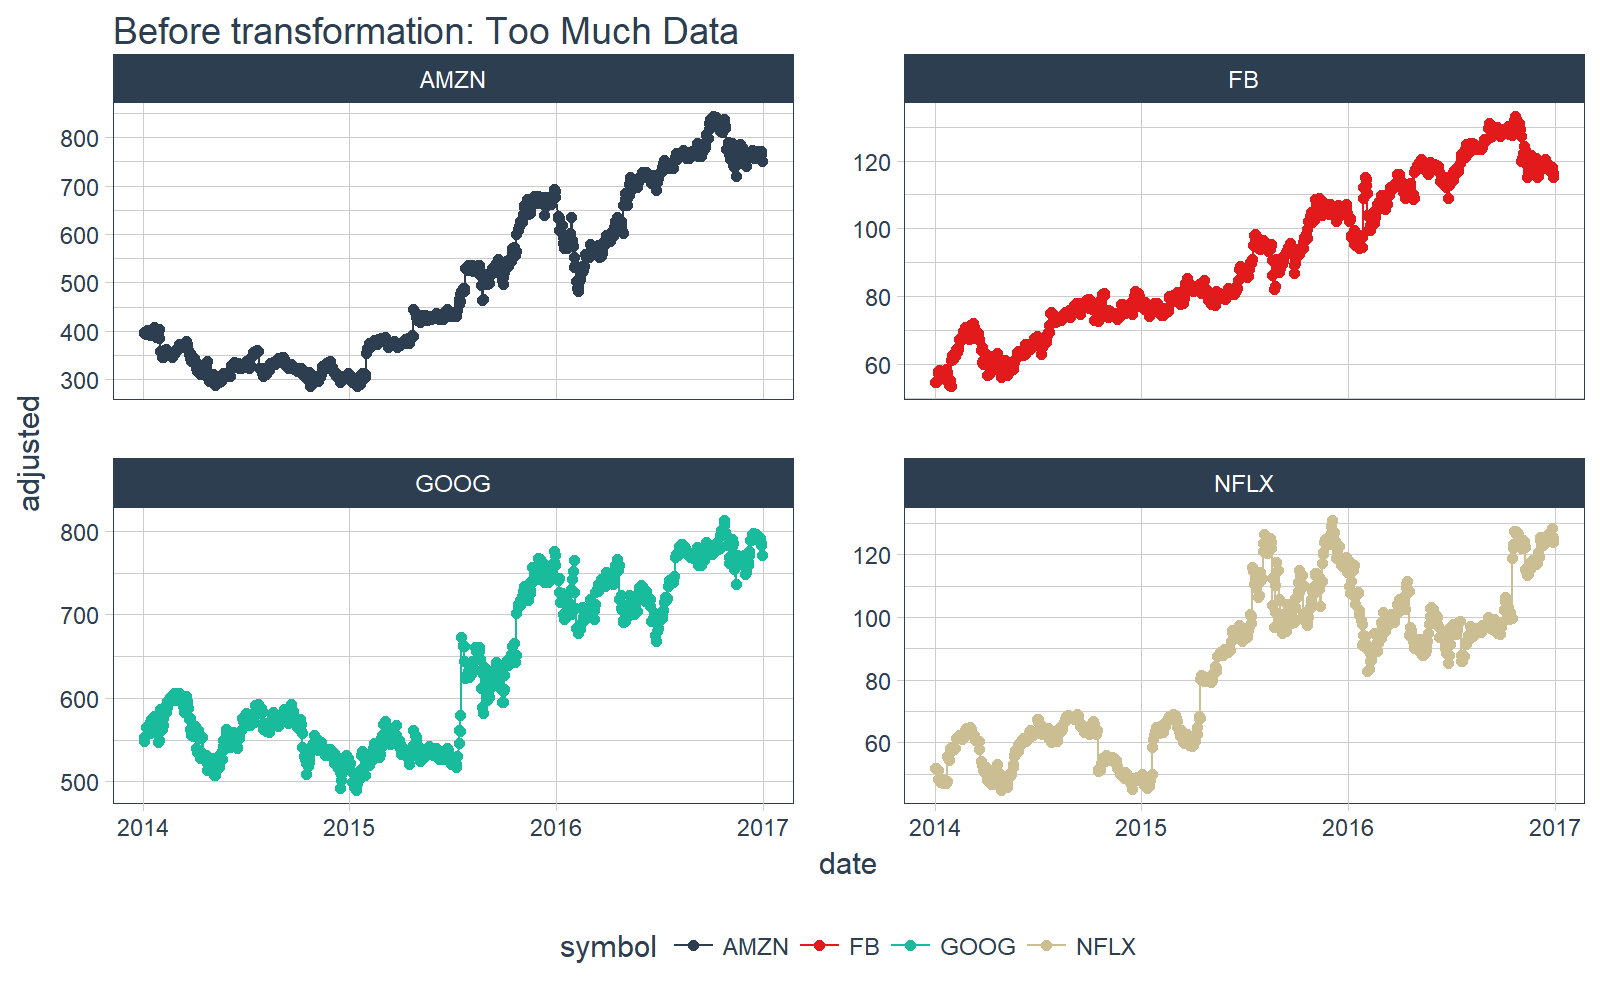 Before transformation: Too Much Data
AMZN
FB
800
700
600
500
400
300
120
100
80
60
adjusted
GOOG
NFLX
800
700
600
500
120
100
80
60
2014 2015 2016 2017
2014 2015 2016 2017
date
symbol AMZN FB GOOG NFLX